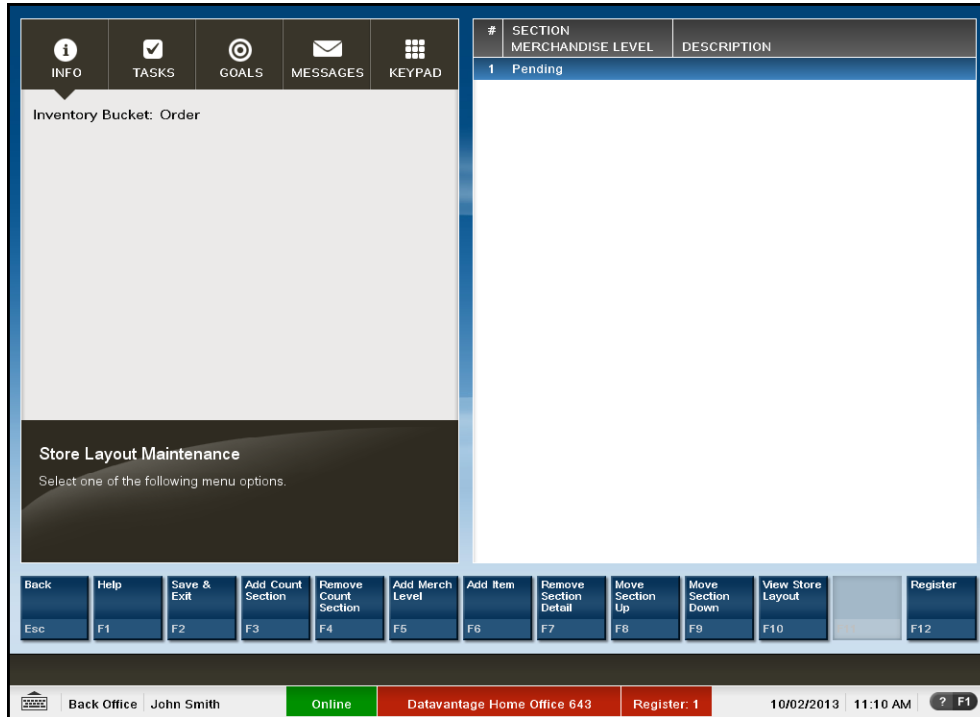 INFO TASKS GOALS MESSAGES KEYPAD
Inventory Bucket: Order
Store Layout Maintenance
Select one of the following menu options.
# SECTION
MERCHANDISE LEVEL DESCRIPTION
1 Pending
Back Help Save & Add Count Remove Add Merch Add Item Remove Move Move View Store Register
Exit Section Count Level Section Section Section Layout
Section Detail Up Down
Esc F1 F2 F3 F4 F5 F6 F7 F8 F9 F10 F12
Back Office John Smith Online Datavantage Home Office 643 Register: 1 10/02/2013 11:10 AM ? F1